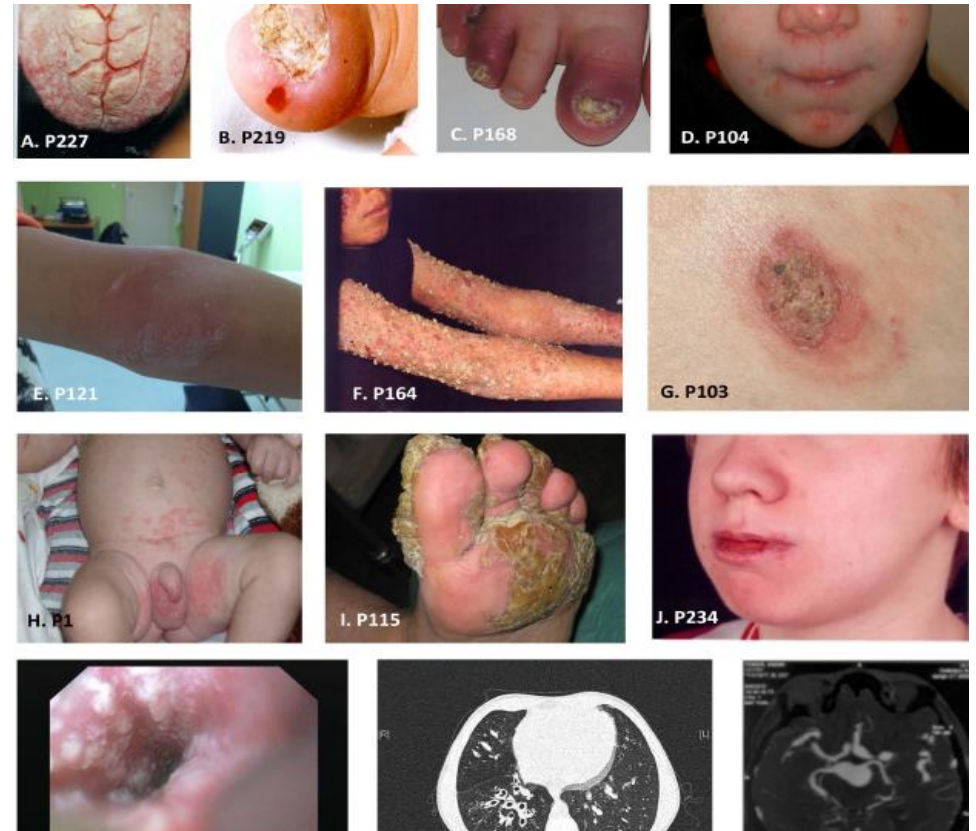 A. P227
B. P219
C. P168
D. P104
E. P121
F. P164
G. P103
H. P1
I. P115
J. P234
[R]
[L]